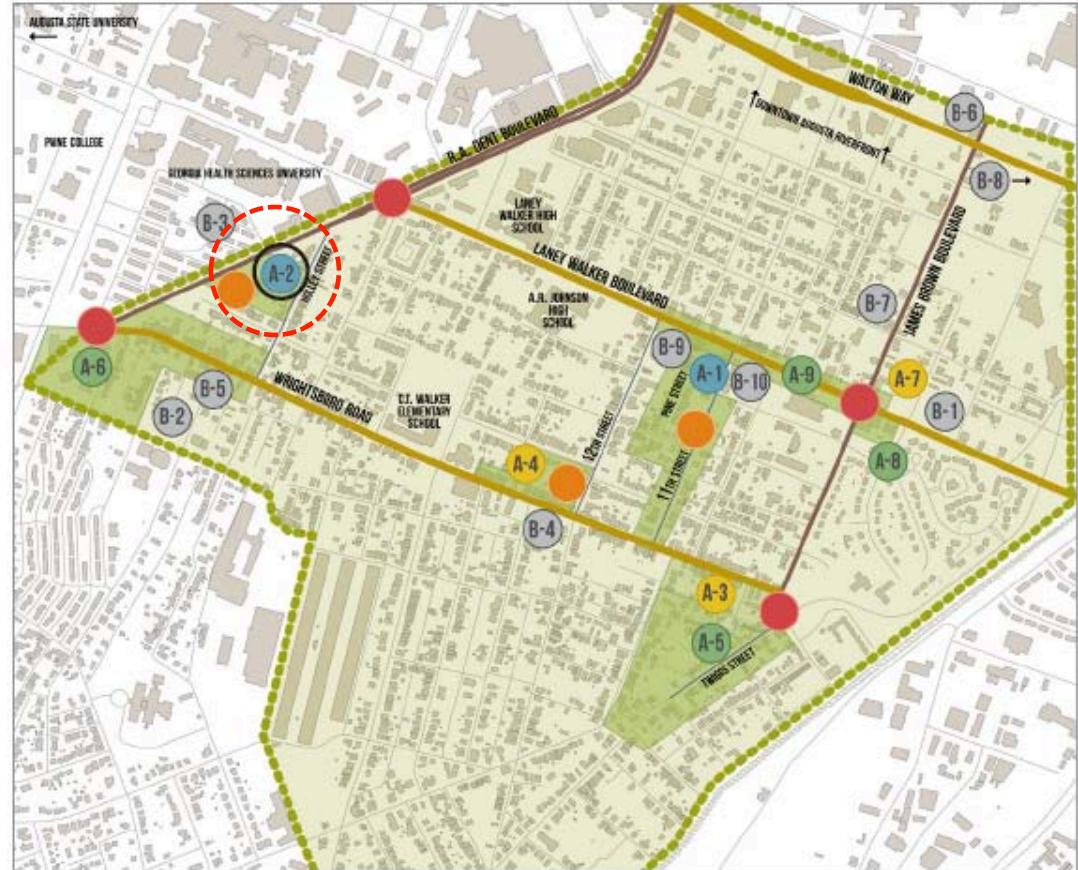 AUGUSTA STATE UNIVERSITY
←
WALTON WAY
B-6
↑DOWNTOWN AUGUSTA RIVERFRONT↑
R.A. DENT BOULEVARD
PAINE COLLEGE
GEORGIA HEALTH SCIENCES UNIVERSITY
B-8 →
LANEY
WALKER HIGH
SCHOOL
B-3
A-2
HOLLEY STREET
LANEY WALKER BOULEVARD
JAMES BROWN BOULEVARD
A.R. JOHNSON
HIGH
SCHOOL
B-7
A-6
B-5
B-2
WRIGHTSBORO ROAD
C.T. WALKER
ELEMENTARY
SCHOOL
B-9
A-1
B-10
A-9
A-7
B-1
PINE STREET
12TH STREET
11TH STREET
A-4
A-8
B-4
A-3
A-5
TWIGGS STREET